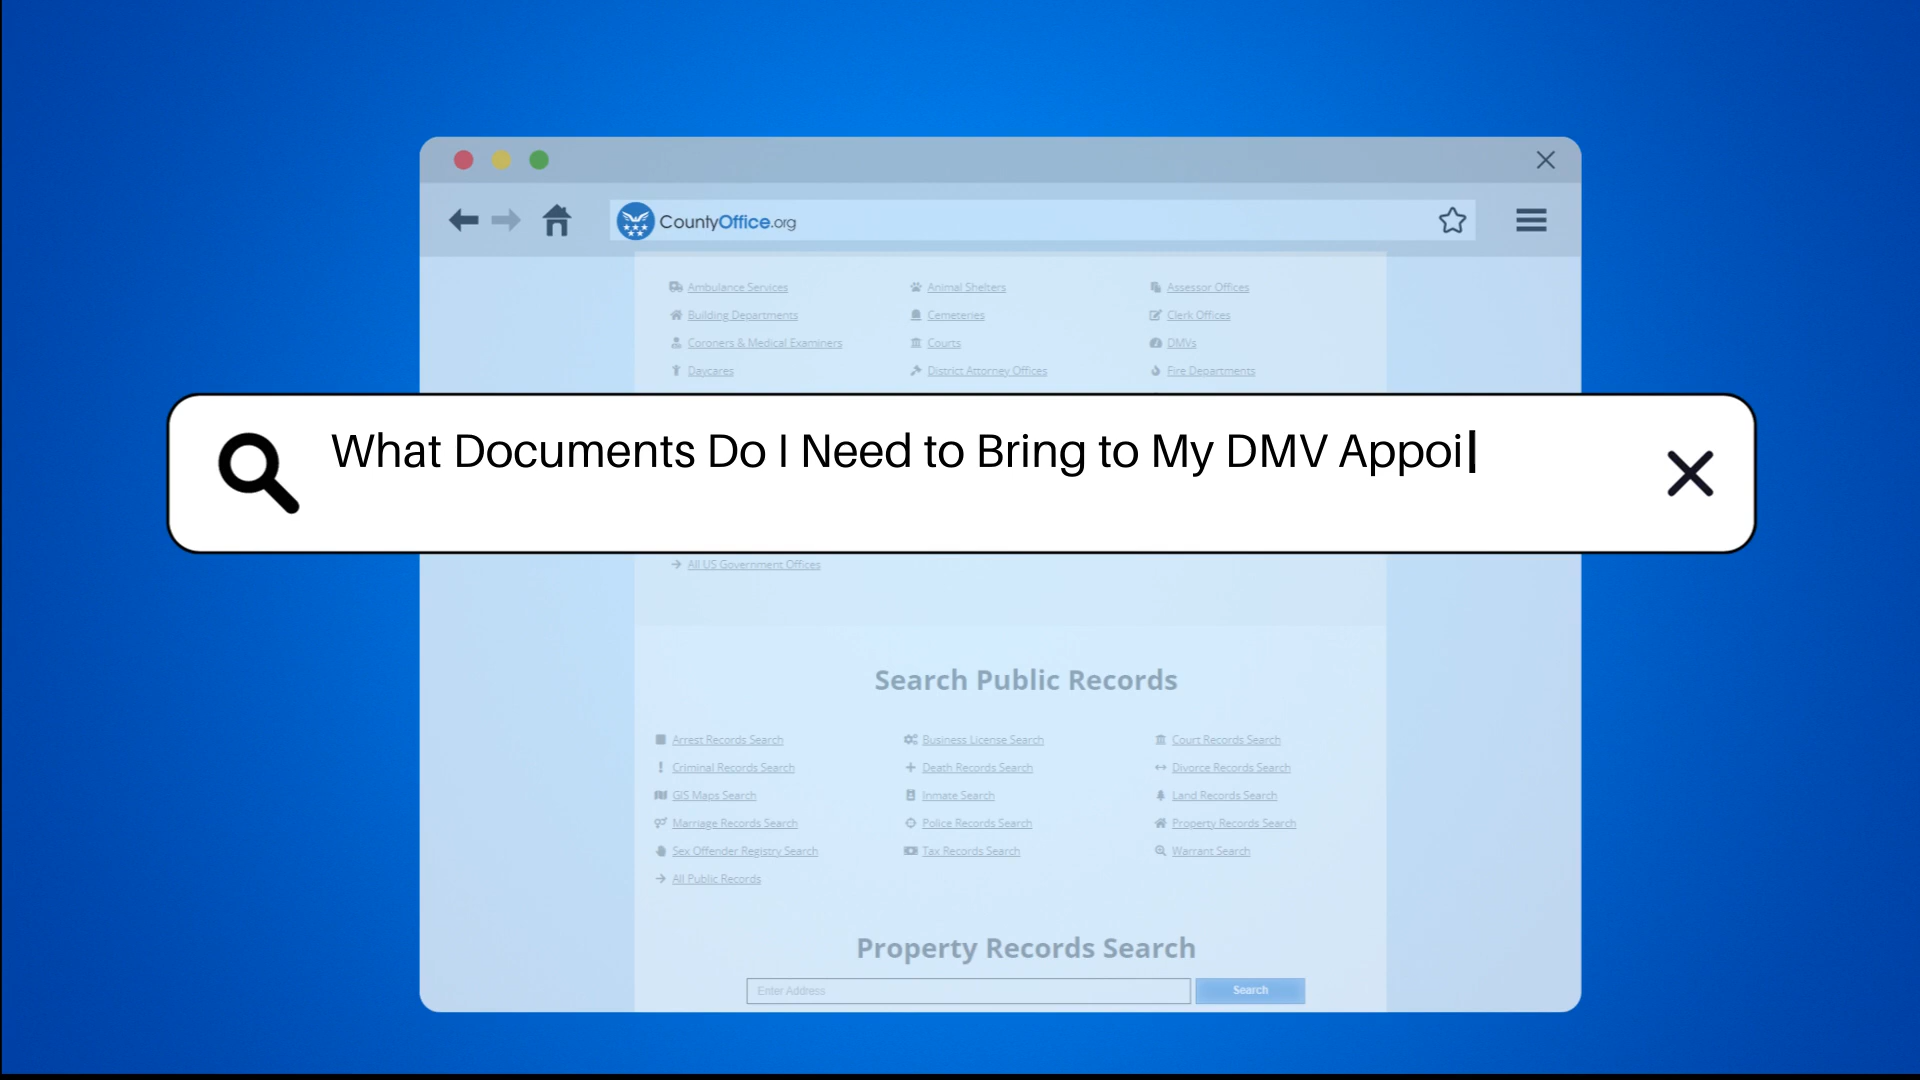 CountyOffice.org
Ambulance Services Animal Shelters Assessor Offices
Building Departments Cemeteries Clerk Offices
Coroners & Medical Examiners Courts DMVs
Daycares District Attorney Offices Fire Departments
What Documents Do I Need to Bring to My DMV Appoi
All US Government Offices
Search Public Records
Arrest Records Search Business License Search Court Records Search
Criminal Records Search Death Records Search Divorce Records Search
GIS Maps Search Inmate Search Land Records Search
Marriage Records Search Police Records Search Property Records Search
Sex Offender Registry Search Tax Records Search Warrant Search
All Public Records
Property Records Search
Enter Address Search